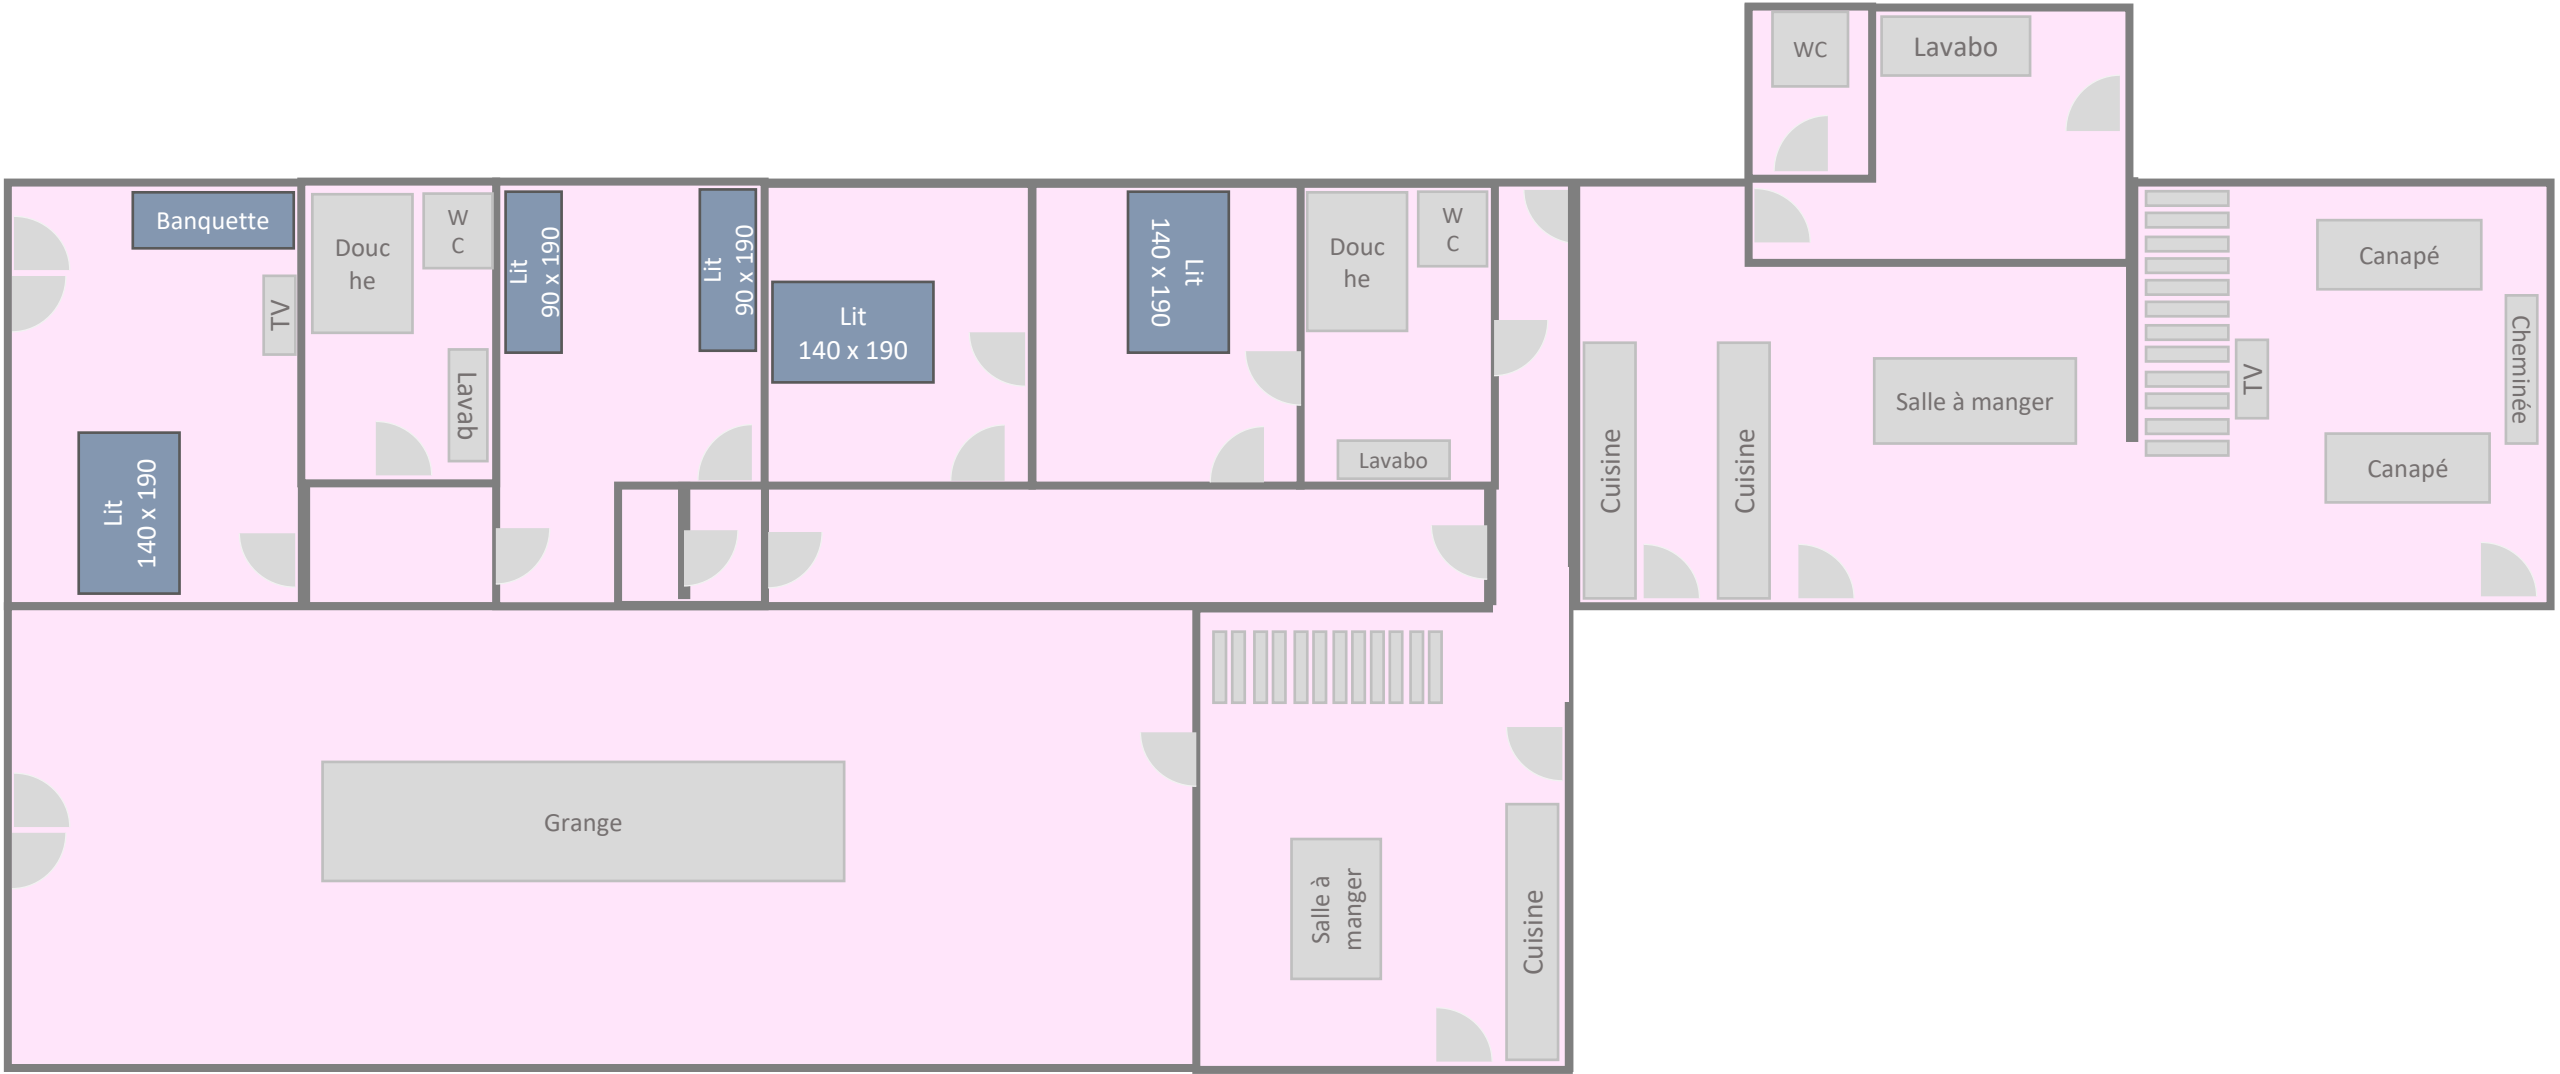 WC
Lavabo
Banquette
Douc
he
W
C
TV
Lavab
Lit
140 x 190
Lit
90 x 190
Lit
90 x 190
Lit
140 x 190
Lit
140 x 190
Douc
he
W
C
Lavabo
Cuisine
Cuisine
Salle à manger
Canapé
TV
Cheminée
Canapé
Grange
Salle à
manger
Cuisine